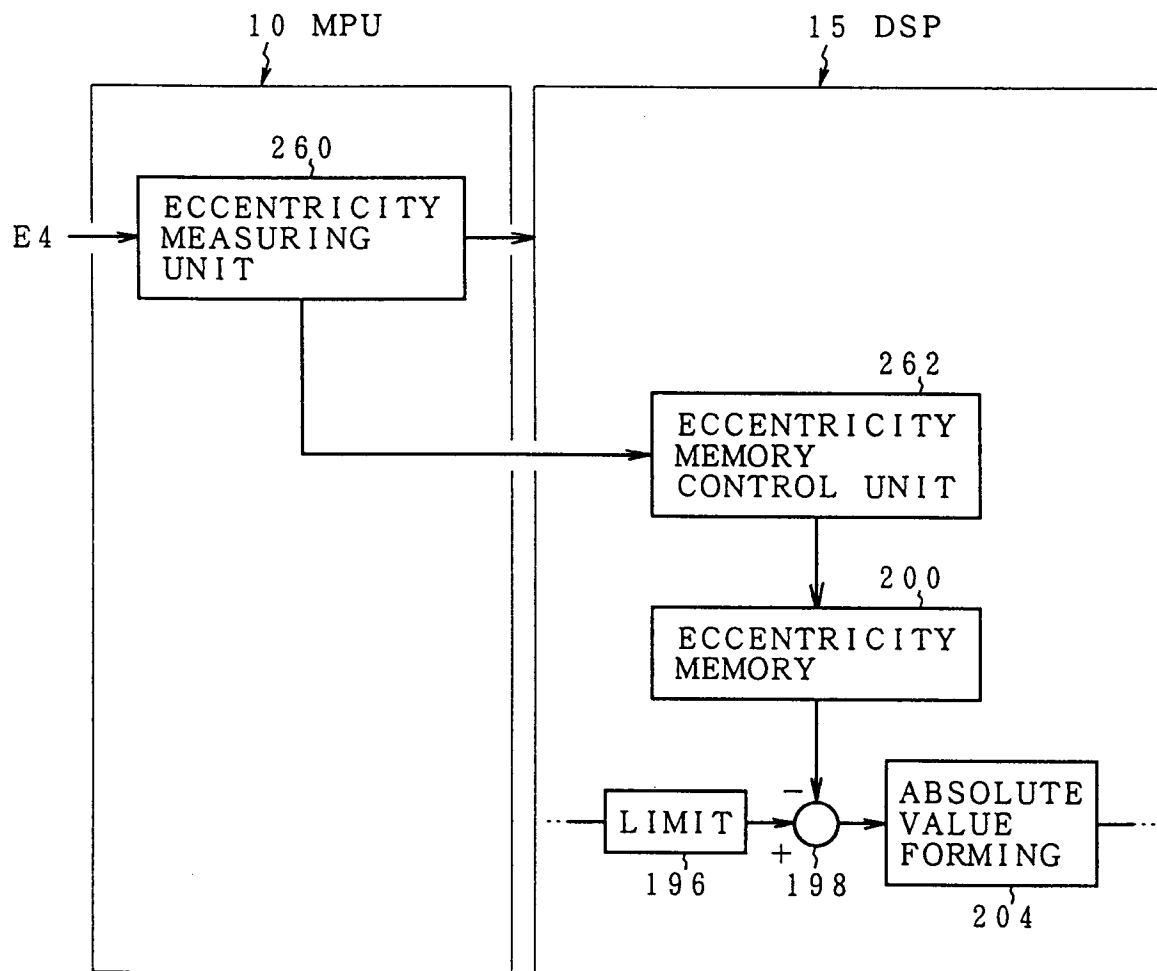 10 MPU
15 DSP
260
ECCENTRICITY
MEASURING
UNIT
E4
262
ECCENTRICITY
MEMORY
CONTROL UNIT
200
ECCENTRICITY
MEMORY
-
LIMIT
+
196
198
ABSOLUTE
VALUE
FORMING
204